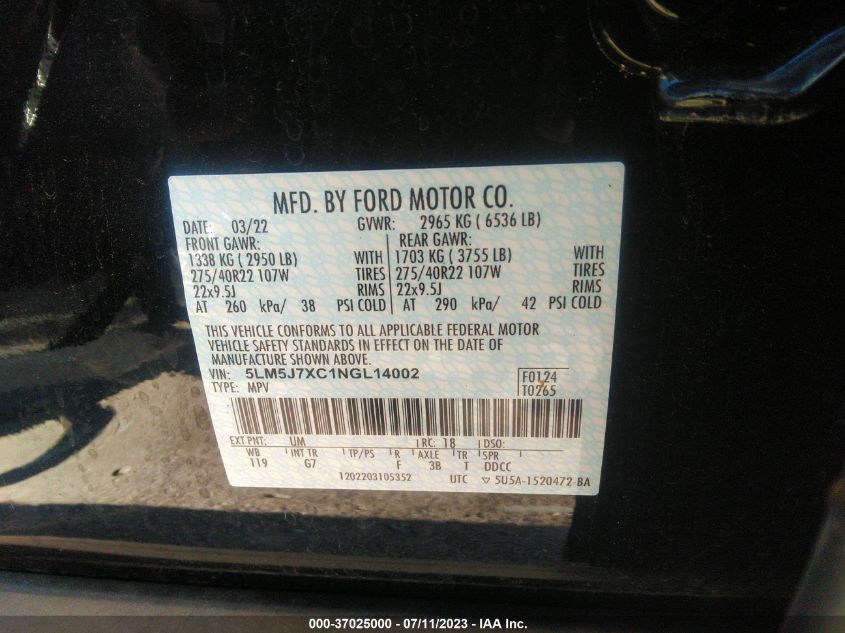 MFD. BY FORD MOTOR CO.
DATE: 03/22 GVWR: 2965 KG ( 6536 LB)
FRONT GAWR: REAR GAWR:
1338 KG ( 2950 LB) WITH 1703 KG ( 3755 LB) WITH
275/40R22 107W TIRES 275/40R22 107W TIRES
22x9.5J RIMS 22x9.5J RIMS
AT 260 kPa/ 38 PSI COLD AT 290 kPa/ 42 PSI COLD
THIS VEHICLE CONFORMS TO ALL APPLICABLE FEDERAL MOTOR
VEHICLE SAFETY STANDARDS IN EFFECT ON THE DATE OF
MANUFACTURE SHOWN ABOVE.
VIN: 5LM5J7XC1NGL14002 F0124
TYPE: MPV T0265
EXT PNT: UM RC: 18 DSO:
WB INT TR TP/PS R AXLE TR SPR
119 G7 F 3B T DDCC
1202203105352 UTC ▽ 5U5A-1520472-BA
000-37025000 - 07/11/2023 - IAA Inc.